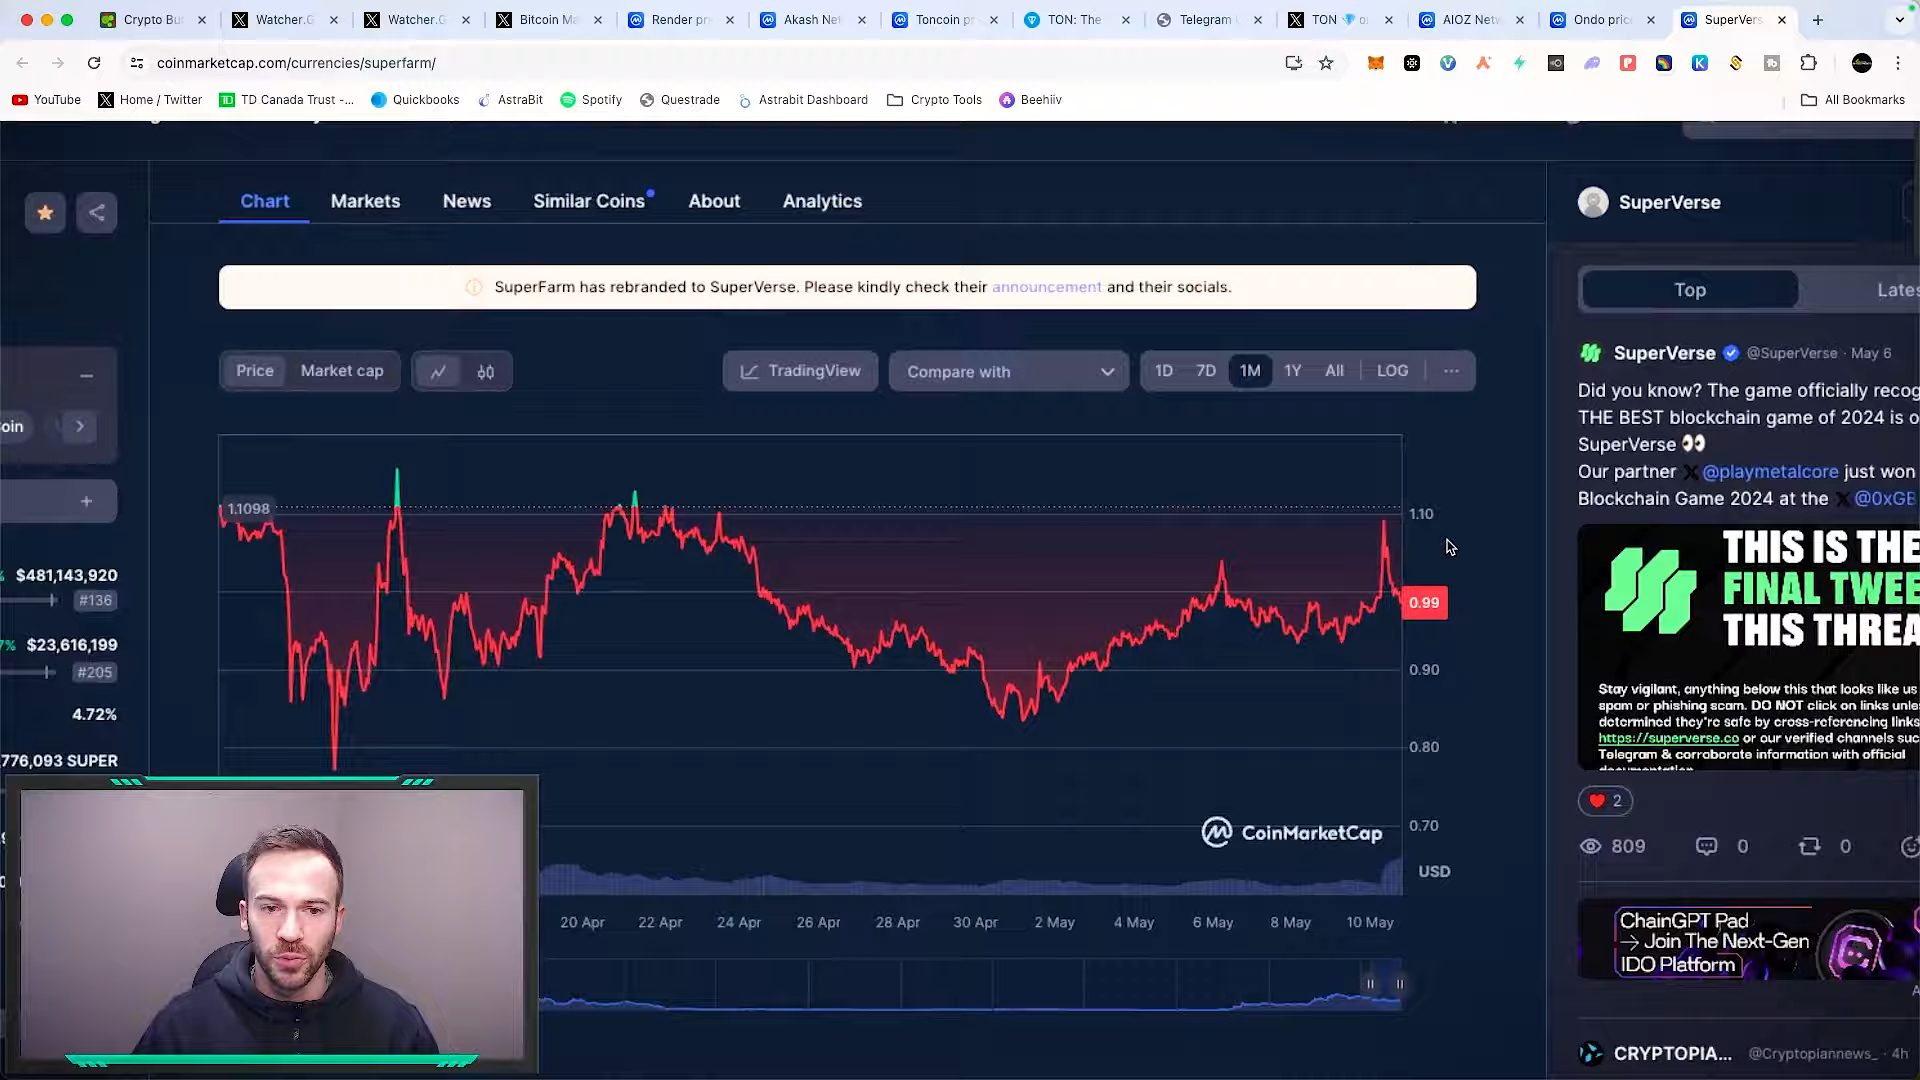 Crypto Bu
Watcher.G
Watcher.G
Bitcoin Ma
Render pr
Akash Net
Toncoin pr
TON: The
Telegram
TON 💎 o
AIOZ Netw
Ondo price
SuperVers
coinmarketcap.com/currencies/superfarm/
YouTube
Home / Twitter
TD Canada Trust -...
Quickbooks
AstraBit
Spotify
Questrade
Astrabit Dashboard
Crypto Tools
Beehiiv
All Bookmarks
Chart Markets News Similar Coins About Analytics
SuperFarm has rebranded to SuperVerse. Please kindly check their announcement and their socials.
Price Market cap
TradingView
Compare with
1D 7D 1M 1Y All LOG ...
oin
$481,143,920
#136
7% $23,616,199
#205
4.72%
,776,093 SUPER
1.1098
1.10
0.99
0.90
0.80
0.70
CoinMarketCap
USD
20 Apr 22 Apr 24 Apr 26 Apr 28 Apr 30 Apr 2 May 4 May 6 May 8 May 10 May
SuperVerse
Top Lates
SuperVerse @SuperVerse · May 6
Did you know? The game officially recog
THE BEST blockchain game of 2024 is o
SuperVerse 👀
Our partner @playmetalcore just won
Blockchain Game 2024 at the @0xGB
THIS IS THE
FINAL TWEE
THIS THREA
Stay vigilant, anything below this that looks like us
spam or phishing scam. DO NOT click on links unles
determined they're safe by cross-referencing links
https://superverse.co or our verified channels suc
Telegram & corraborate information with official
documentation
2
809 0 0
ChainGPT Pad
→ Join The Next-Gen
IDO Platform
CRYPTOPIA... @Cryptopiannews_ · 4h